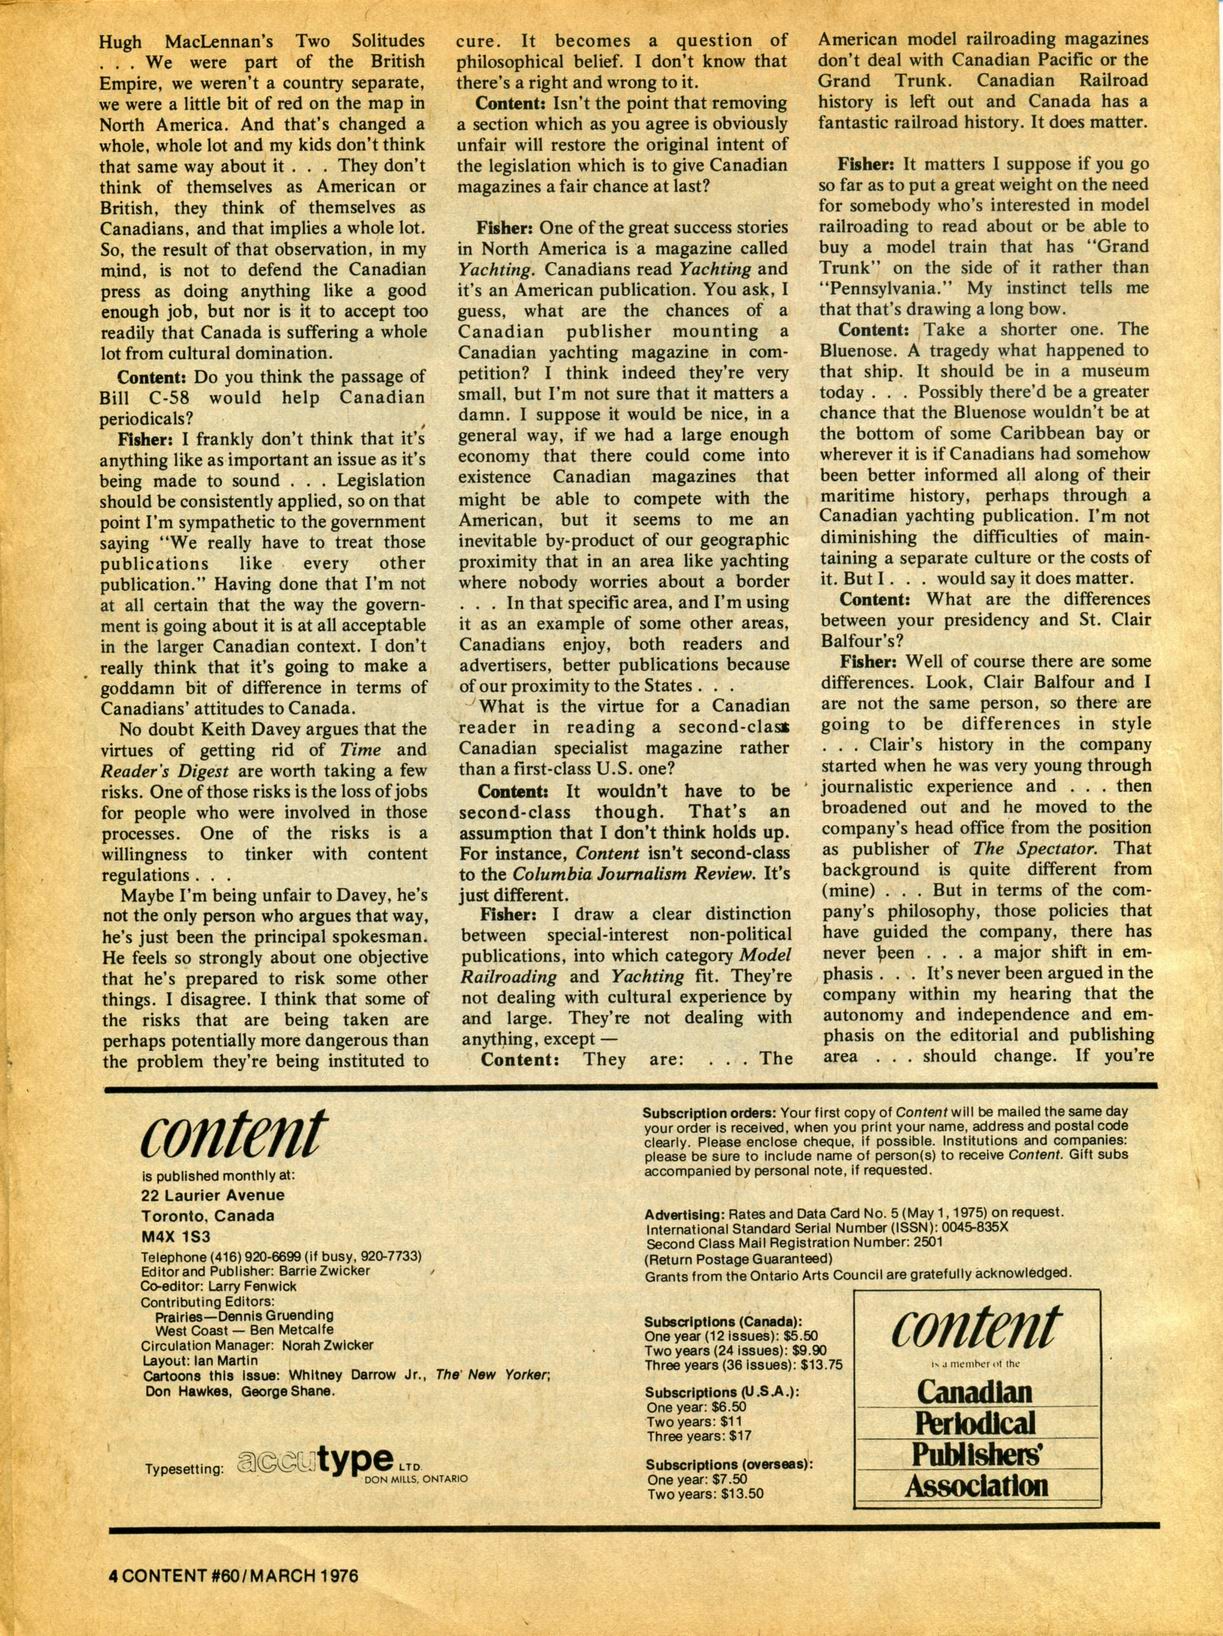 Hugh MacLennan's Two Solitudes
. . . We were part of the British
Empire, we weren't a country separate,
we were a little bit of red on the map in
North America. And that's changed a
whole, whole lot and my kids don't think
that same way about it . . . They don't
think of themselves as American or
British, they think of themselves as
Canadians, and that implies a whole lot.
So, the result of that observation, in my
mind, is not to defend the Canadian
press as doing anything like a good
enough job, but nor is it to accept too
readily that Canada is suffering a whole
lot from cultural domination.
Content: Do you think the passage of
Bill C-58 would help Canadian
periodicals?
Fisher: I frankly don't think that it's
anything like as important an issue as it's
being made to sound . . . Legislation
should be consistently applied, so on that
point I'm sympathetic to the government
saying "We really have to treat those
publications like every other
publication." Having done that I'm not
at all certain that the way the govern-
ment is going about it is at all acceptable
in the larger Canadian context. I don't
really think that it's going to make a
goddamn bit of difference in terms of
Canadians' attitudes to Canada.
No doubt Keith Davey argues that the
virtues of getting rid of Time and
Reader's Digest are worth taking a few
risks. One of those risks is the loss of jobs
for people who were involved in those
processes. One of the risks is a
willingness to tinker with content
regulations . . .
Maybe I'm being unfair to Davey, he's
not the only person who argues that way,
he's just been the principal spokesman.
He feels so strongly about one objective
that he's prepared to risk some other
things. I disagree. I think that some of
the risks that are being taken are
perhaps potentially more dangerous than
the problem they're being instituted to
cure. It becomes a question of
philosophical belief. I don't know that
there's a right and wrong to it.
Content: Isn't the point that removing
a section which as you agree is obviously
unfair will restore the original intent of
the legislation which is to give Canadian
magazines a fair chance at last?
Fisher: One of the great success stories
in North America is a magazine called
Yachting. Canadians read Yachting and
it's an American publication. You ask, I
guess, what are the chances of a
Canadian publisher mounting a
Canadian yachting magazine in com-
petition? I think indeed they're very
small, but I'm not sure that it matters a
damn. I suppose it would be nice, in a
general way, if we had a large enough
economy that there could come into
existence Canadian magazines that
might be able to compete with the
American, but it seems to me an
inevitable by-product of our geographic
proximity that in an area like yachting
where nobody worries about a border
. . . In that specific area, and I'm using
it as an example of some other areas,
Canadians enjoy, both readers and
advertisers, better publications because
of our proximity to the States . . .
What is the virtue for a Canadian
reader in reading a second-class
Canadian specialist magazine rather
than a first-class U.S. one?
Content: It wouldn't have to be
second-class though. That's an
assumption that I don't think holds up.
For instance, Content isn't second-class
to the Columbia Journalism Review. It's
just different.
Fisher: I draw a clear distinction
between special-interest non-political
publications, into which category Model
Railroading and Yachting fit. They're
not dealing with cultural experience by
and large. They're not dealing with
anything, except —
Content: They are: . . . The
American model railroading magazines
don't deal with Canadian Pacific or the
Grand Trunk. Canadian Railroad
history is left out and Canada has a
fantastic railroad history. It does matter.
Fisher: It matters I suppose if you go
so far as to put a great weight on the need
for somebody who's interested in model
railroading to read about or be able to
buy a model train that has "Grand
Trunk" on the side of it rather than
"Pennsylvania." My instinct tells me
that that's drawing a long bow.
Content: Take a shorter one. The
Bluenose. A tragedy what happened to
that ship. It should be in a museum
today . . . Possibly there'd be a greater
chance that the Bluenose wouldn't be at
the bottom of some Caribbean bay or
wherever it is if Canadians had somehow
been better informed all along of their
maritime history, perhaps through a
Canadian yachting publication. I'm not
diminishing the difficulties of main-
taining a separate culture or the costs of
it. But I . . . would say it does matter.
Content: What are the differences
between your presidency and St. Clair
Balfour's?
Fisher: Well of course there are some
differences. Look, Clair Balfour and I
are not the same person, so there are
going to be differences in style
. . . Clair's history in the company
started when he was very young through
journalistic experience and . . . then
broadened out and he moved to the
company's head office from the position
as publisher of The Spectator. That
background is quite different from
(mine) . . . But in terms of the com-
pany's philosophy, those policies that
have guided the company, there has
never been . . . a major shift in em-
phasis . . . It's never been argued in the
company within my hearing that the
autonomy and independence and em-
phasis on the editorial and publishing
area . . . should change. If you're
content
is published monthly at:
22 Laurier Avenue
Toronto, Canada
M4X 1S3
Telephone (416) 920-6699 (if busy, 920-7733)
Editor and Publisher: Barrie Zwicker
Co-editor: Larry Fenwick
Contributing Editors:
Prairies—Dennis Gruending
West Coast — Ben Metcalfe
Circulation Manager: Norah Zwicker
Layout: Ian Martin
Cartoons this issue: Whitney Darrow Jr., The New Yorker;
Don Hawkes, George Shane.
Typesetting: accutype LTD.
DON MILLS, ONTARIO
Subscription orders: Your first copy of Content will be mailed the same day
your order is received, when you print your name, address and postal code
clearly. Please enclose cheque, if possible. Institutions and companies:
please be sure to include name of person(s) to receive Content. Gift subs
accompanied by personal note, if requested.
Advertising: Rates and Data Card No. 5 (May 1, 1975) on request.
International Standard Serial Number (ISSN): 0045-835X
Second Class Mail Registration Number: 2501
(Return Postage Guaranteed)
Grants from the Ontario Arts Council are gratefully acknowledged.
Subscriptions (Canada):
One year (12 issues): $5.50
Two years (24 issues): $9.90
Three years (36 issues): $13.75
Subscriptions (U.S.A.):
One year: $6.50
Two years: $11
Three years: $17
Subscriptions (overseas):
One year: $7.50
Two years: $13.50
content
is a member of the
Canadian
Periodical
Publishers'
Association
4 CONTENT #60/MARCH 1976